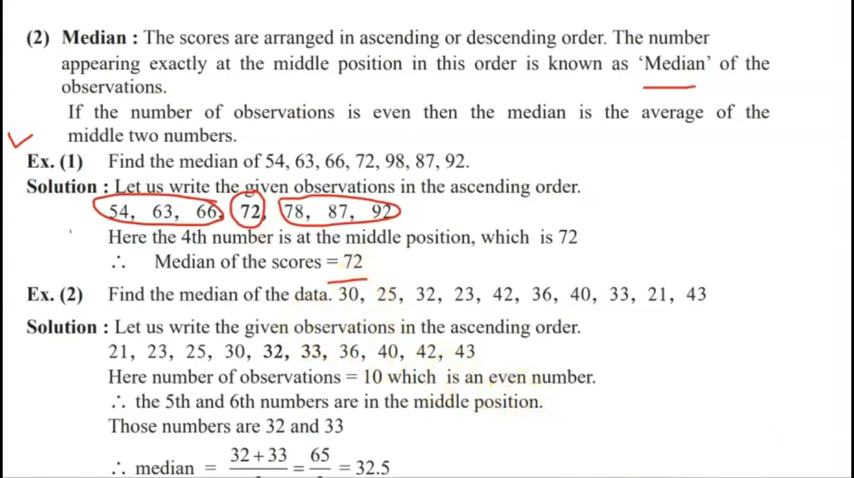 (2) Median : The scores are arranged in ascending or descending order. The number
appearing exactly at the middle position in this order is known as ‘Median’ of the
observations.
If the number of observations is even then the median is the average of the
middle two numbers.
Ex. (1) Find the median of 54, 63, 66, 72, 98, 87, 92.
Solution : Let us write the given observations in the ascending order.
54, 63, 66, 72, 78, 87, 92
Here the 4th number is at the middle position, which is 72
∴ Median of the scores = 72
Ex. (2) Find the median of the data. 30, 25, 32, 23, 42, 36, 40, 33, 21, 43
Solution : Let us write the given observations in the ascending order.
21, 23, 25, 30, 32, 33, 36, 40, 42, 43
Here number of observations = 10 which is an even number.
∴ the 5th and 6th numbers are in the middle position.
Those numbers are 32 and 33
32 + 33 65
∴ median = = = 32.5